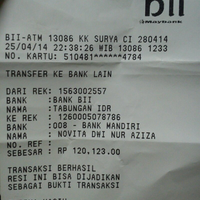 bii
Maybank
BII-ATM 13086 KK SURYA CI 280414
25/04/14 22:38:26 WIB 13086 1233
NO. KARTU: 510481******4784
TRANSFER KE BANK LAIN
DARI REK: 1563002557
BANK : BANK BII
NAMA : TABUNGAN IDR
KE REK : 1260005078786
BANK : 008 - BANK MANDIRI
NAMA : NOVITA DWI NUR AZIZA
NO. REF :
SEBESAR : RP 120.123.00
TRANSAKSI BERHASIL
RESI INI BISA DIJADIKAN
SEBAGAI BUKTI TRANSAKSI